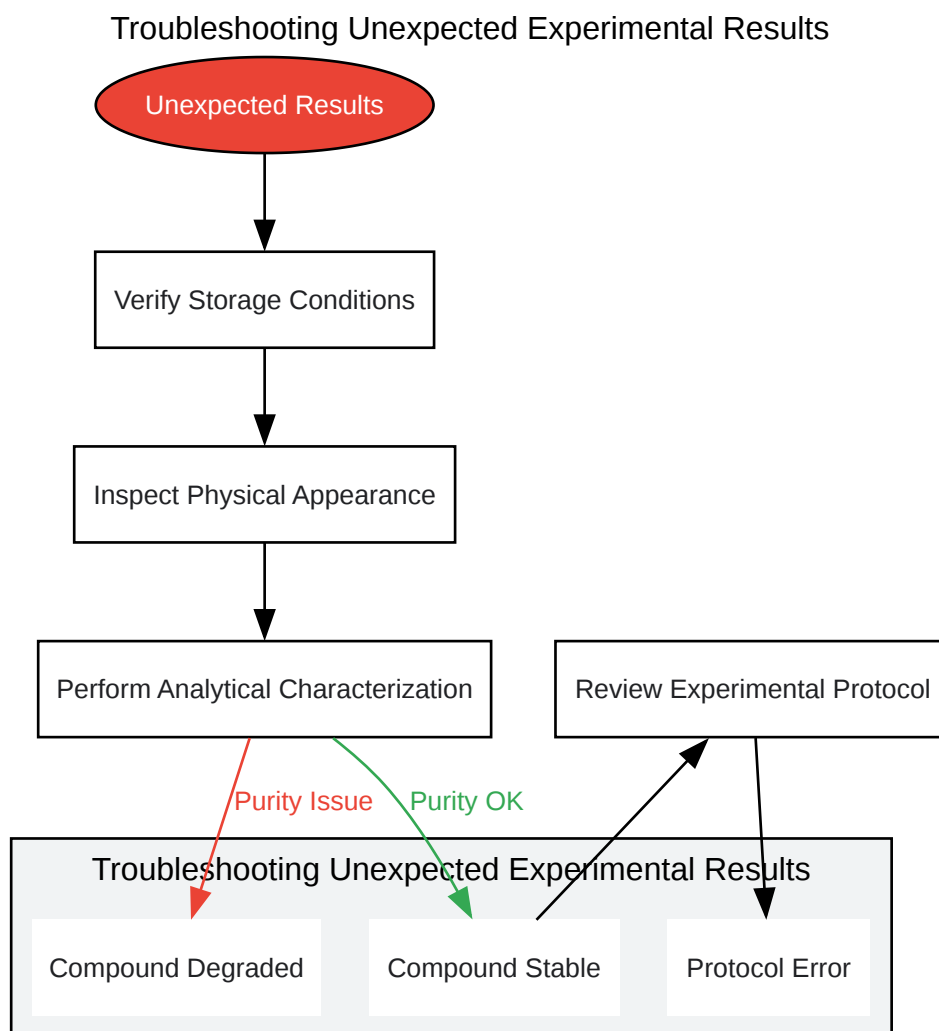 Troubleshooting Unexpected Experimental Results
Unexpected Results
Verify Storage Conditions
Inspect Physical Appearance
Perform Analytical Characterization
Review Experimental Protocol
Purity Issue
Purity OK
Troubleshooting Unexpected Experimental Results
Compound Degraded
Compound Stable
Protocol Error